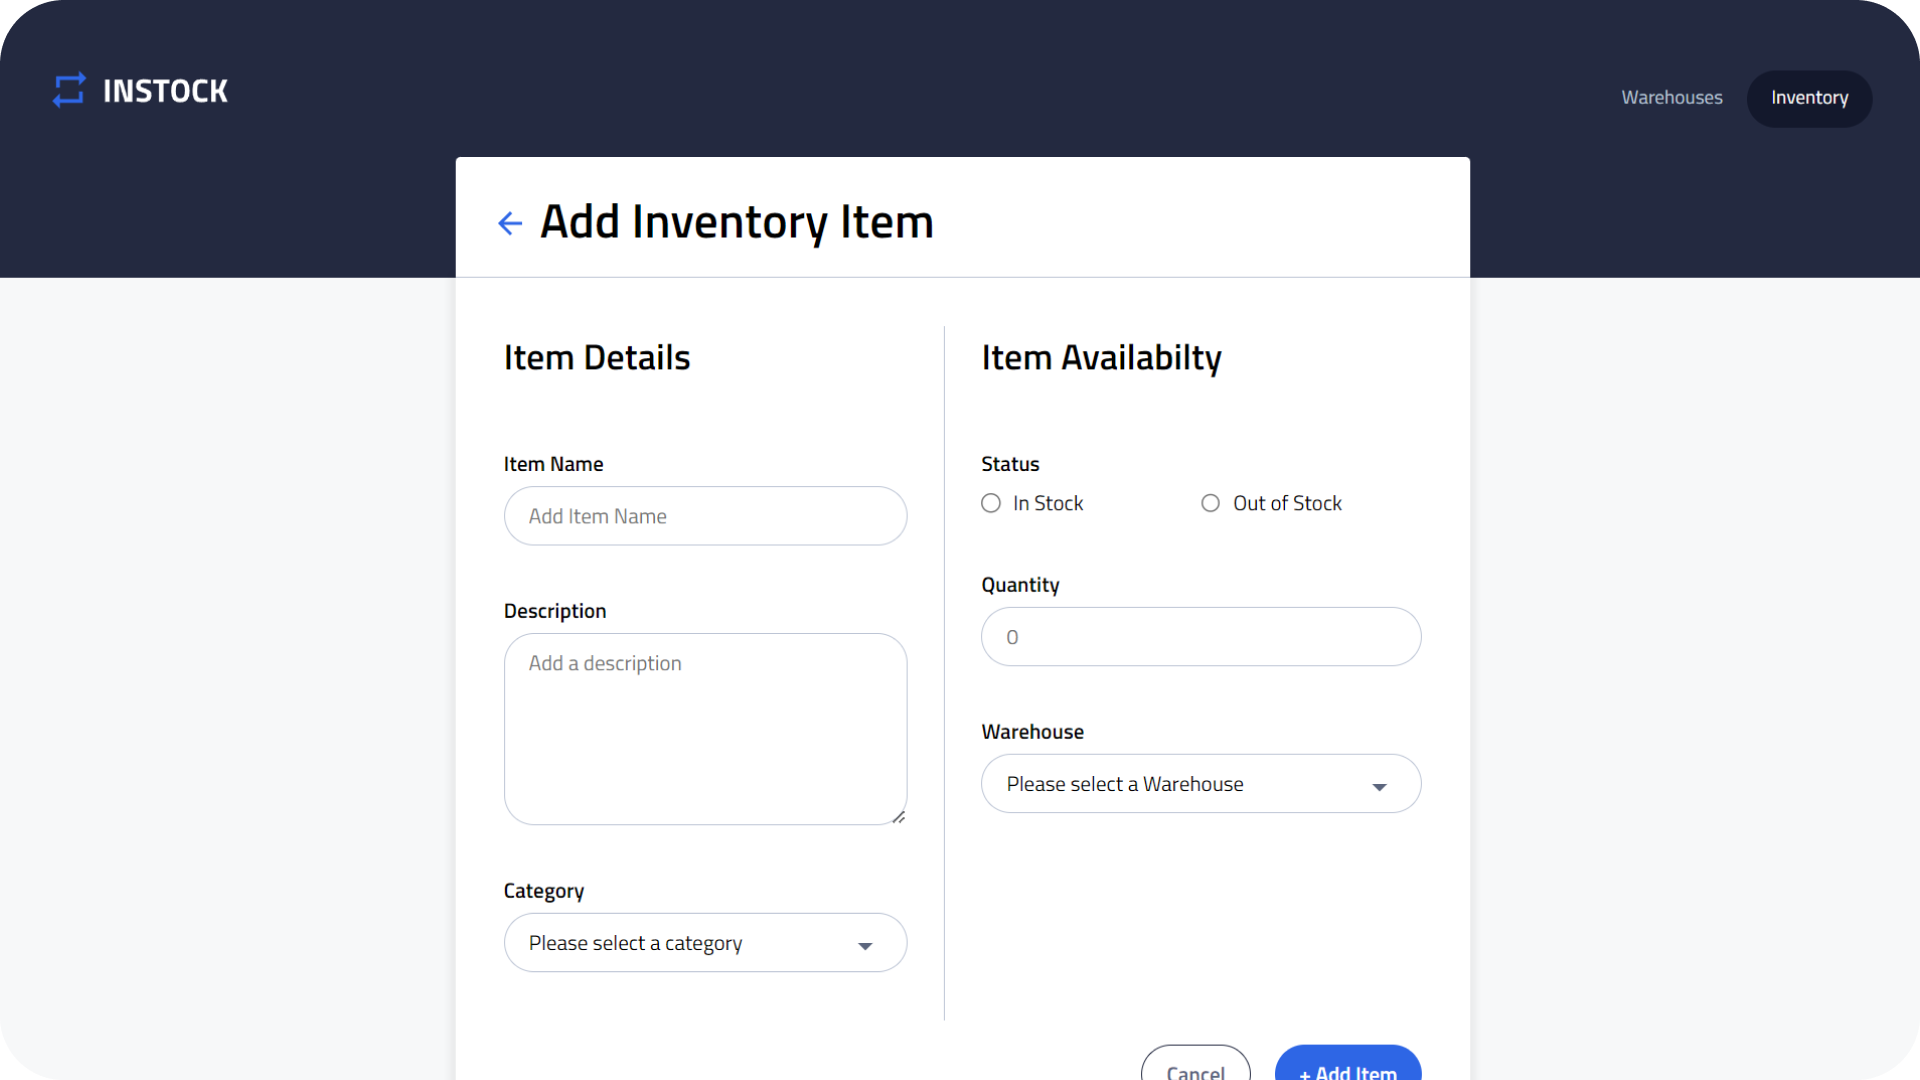 INSTOCK
Warehouses
Inventory
Add Inventory Item
Item Details
Item Name
Add Item Name
Description
Add a description
Category
Please select a category
Item Availabilty
Status
In Stock
Out of Stock
Quantity
0
Warehouse
Please select a Warehouse
Cancel
+ Add Item